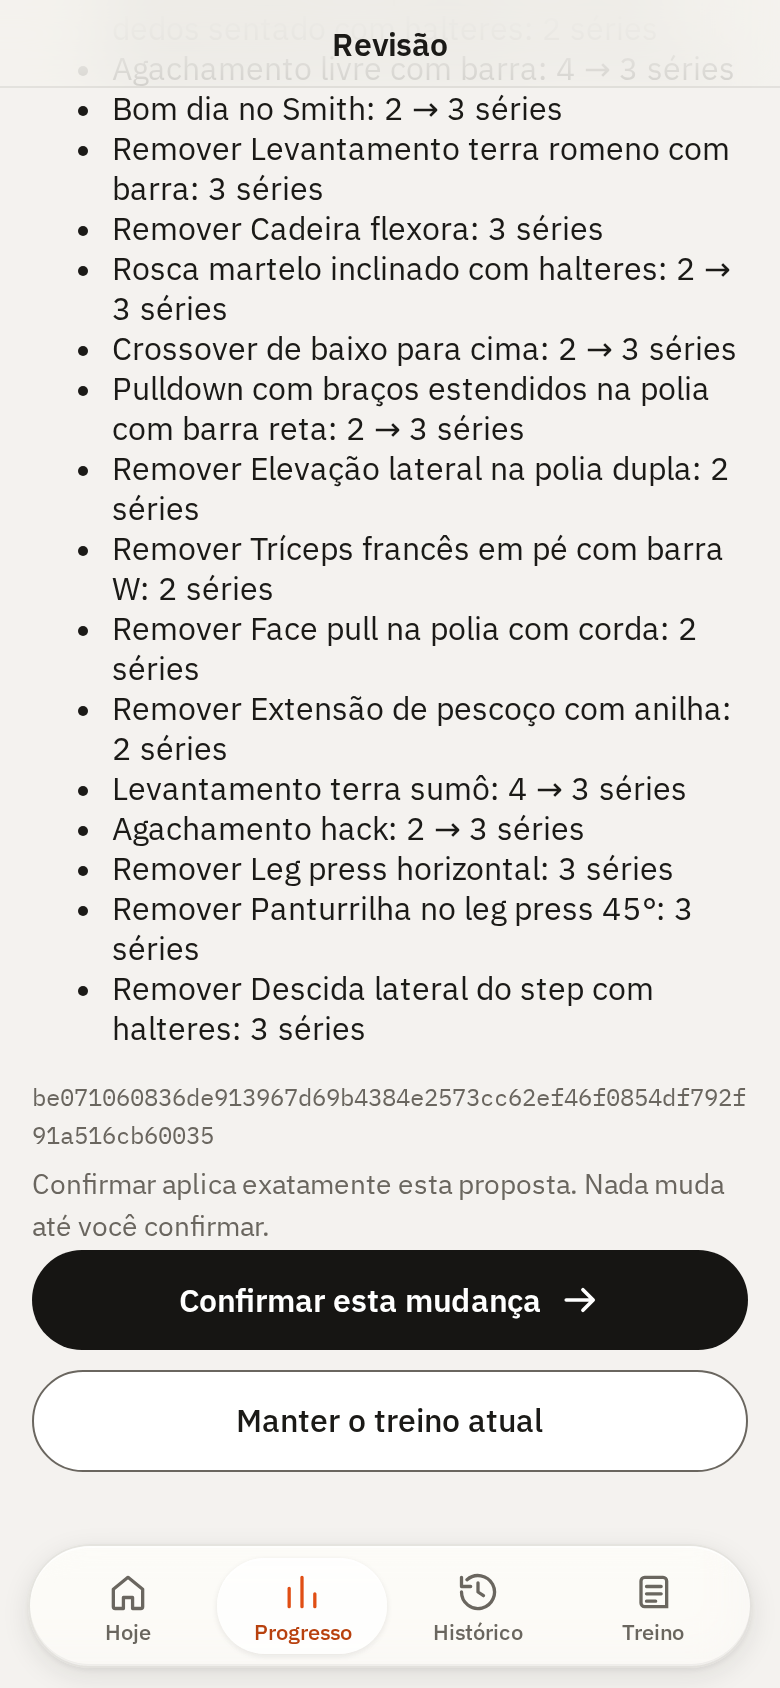 dedos sentado com halteres: 2 séries
Revisão
Agachamento livre com barra: 4 → 3 séries
Bom dia no Smith: 2 → 3 séries
Remover Levantamento terra romeno com
barra: 3 séries
Remover Cadeira flexora: 3 séries
Rosca martelo inclinado com halteres: 2 →
3 séries
Crossover de baixo para cima: 2 → 3 séries
Pulldown com braços estendidos na polia
com barra reta: 2 → 3 séries
Remover Elevação lateral na polia dupla: 2
séries
Remover Tríceps francês em pé com barra
W: 2 séries
Remover Face pull na polia com corda: 2
séries
Remover Extensão de pescoço com anilha:
2 séries
Levantamento terra sumô: 4 → 3 séries
Agachamento hack: 2 → 3 séries
Remover Leg press horizontal: 3 séries
Remover Panturrilha no leg press 45°: 3
séries
Remover Descida lateral do step com
halteres: 3 séries
be071060836de913967d69b4384e2573cc62ef46f0854df792f
91a516cb60035
Confirmar aplica exatamente esta proposta. Nada muda
até você confirmar.
Confirmar esta mudança →
Manter o treino atual
Hoje
Progresso
Histórico
Treino